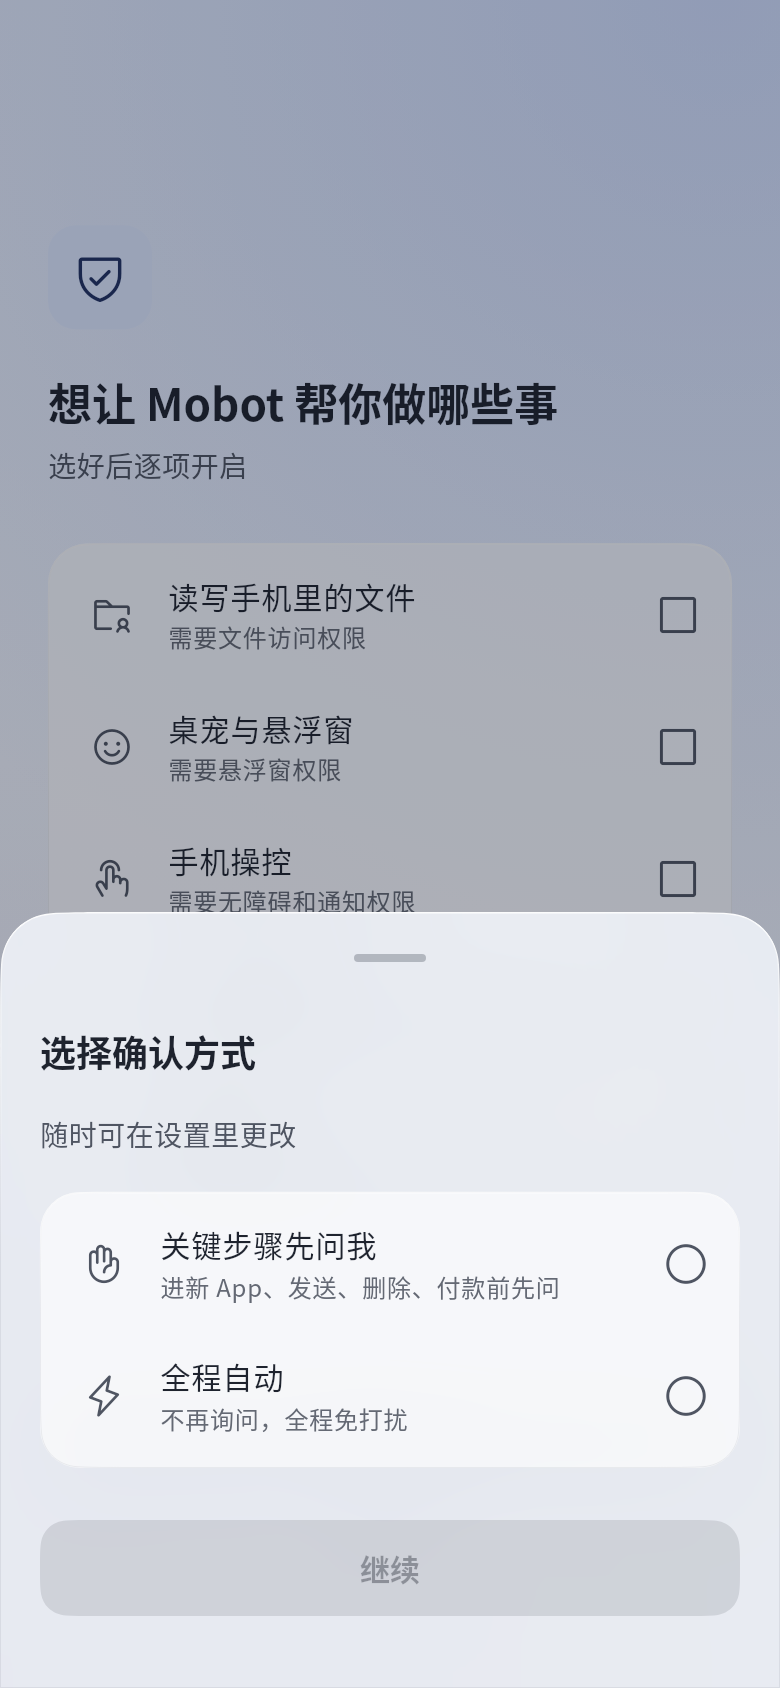 想让 Mobot 帮你做哪些事
选好后逐项开启
读写手机里的文件
需要文件访问权限
桌宠与悬浮窗
需要悬浮窗权限
手机操控
需要无障碍和通知权限
选择确认方式
随时可在设置里更改
关键步骤先问我
进新 App、发送、删除、付款前先问
全程自动
不再询问，全程免打扰
继续